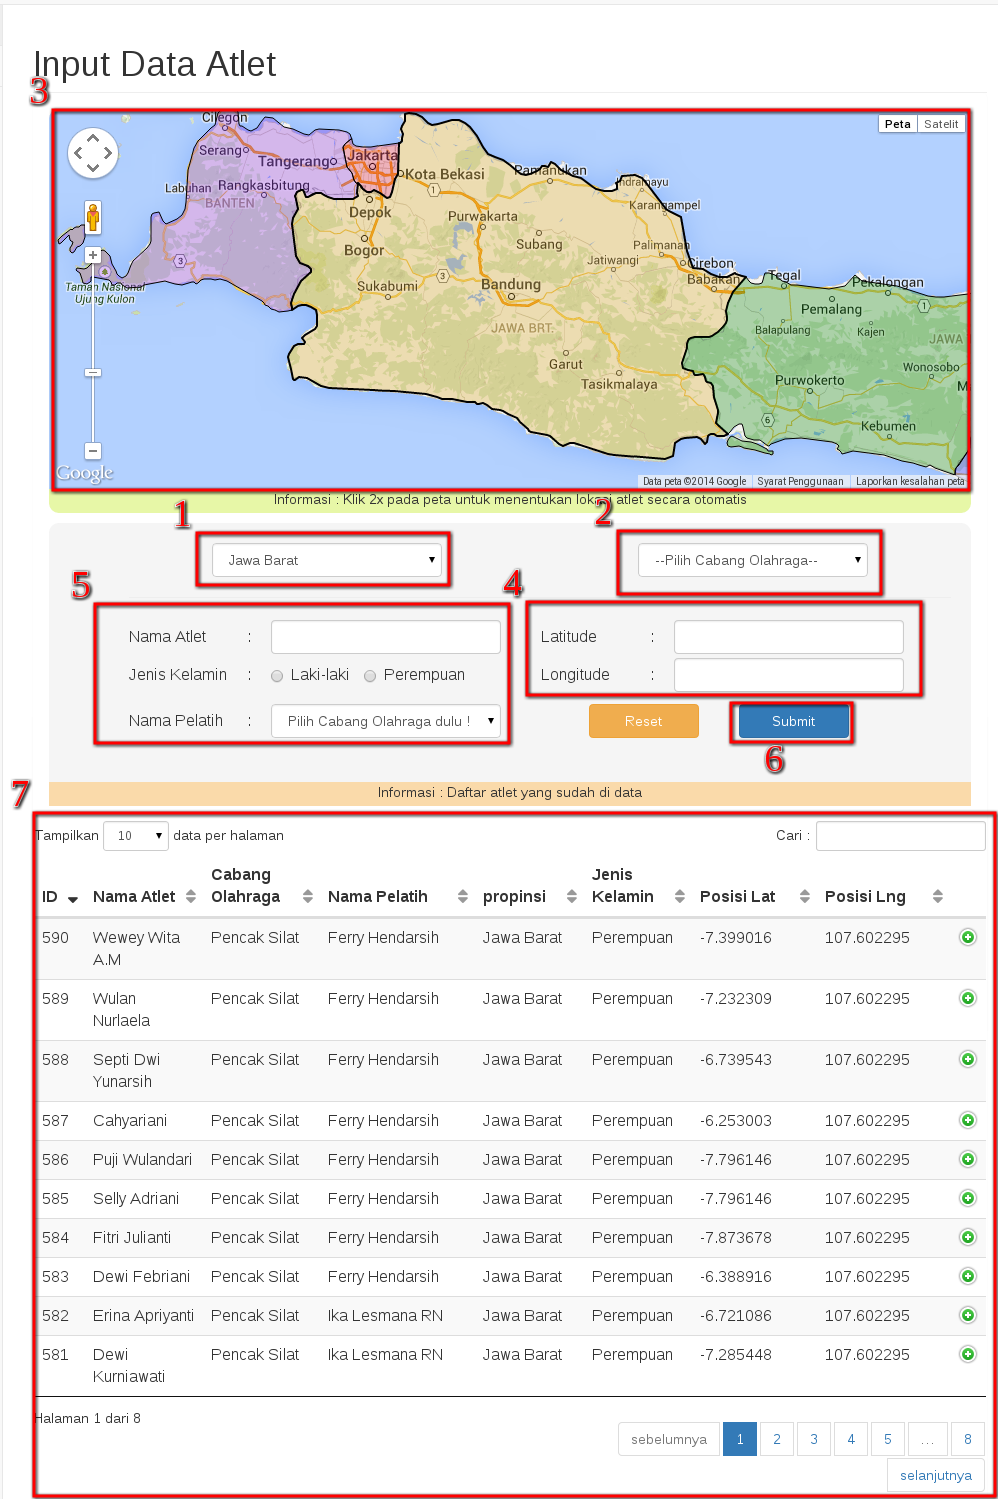 Input Data Atlet
3
Cilegon
Peta Satelit
Serang
Tangerang
Jakarta
Kota Bekasi
Pamanukan
Indramayu
Labuhan Rangkasbitung
BANTEN
Karangampel
1
Depok
Purwakarta
Subang
Palimanan
Bogor
3
Jatiwangi
Cirebon
Babakan
Tegal
Pekalongan
Taman Nasional
Ujung Kulon
Sukabumi
3
Bandung
1
Pemalang
JAWA BRT.
Balapulang
Kajen
JAWA
Garut
Tasikmalaya
Wonosobo
Purwokerto
M
6
Kebumen
Google
Data peta ©2014 Google Syarat Penggunaan Laporkan kesalahan peta
Informasi : Klik 2x pada peta untuk menentukan lokasi atlet secara otomatis
1
2
Jawa Barat
--Pilih Cabang Olahraga--
5
4
Nama Atlet :
Latitude :
Jenis Kelamin : Laki-laki Perempuan
Longitude :
Nama Pelatih : Pilih Cabang Olahraga dulu !
Reset Submit
6
Informasi : Daftar atlet yang sudah di data
7
Tampilkan 10 data per halaman
Cari :
ID Nama Atlet Cabang Olahraga Nama Pelatih propinsi Jenis Kelamin Posisi Lat Posisi Lng
590 Wewey Wita A.M Pencak Silat Ferry Hendarsih Jawa Barat Perempuan -7.399016 107.602295
589 Wulan Nurlaela Pencak Silat Ferry Hendarsih Jawa Barat Perempuan -7.232309 107.602295
588 Septi Dwi Yunarsih Pencak Silat Ferry Hendarsih Jawa Barat Perempuan -6.739543 107.602295
587 Cahyariani Pencak Silat Ferry Hendarsih Jawa Barat Perempuan -6.253003 107.602295
586 Puji Wulandari Pencak Silat Ferry Hendarsih Jawa Barat Perempuan -7.796146 107.602295
585 Selly Adriani Pencak Silat Ferry Hendarsih Jawa Barat Perempuan -7.796146 107.602295
584 Fitri Julianti Pencak Silat Ferry Hendarsih Jawa Barat Perempuan -7.873678 107.602295
583 Dewi Febriani Pencak Silat Ferry Hendarsih Jawa Barat Perempuan -6.388916 107.602295
582 Erina Apriyanti Pencak Silat Ika Lesmana RN Jawa Barat Perempuan -6.721086 107.602295
581 Dewi Kurniawati Pencak Silat Ika Lesmana RN Jawa Barat Perempuan -7.285448 107.602295
Halaman 1 dari 8
sebelumnya 1 2 3 4 5 … 8
selanjutnya